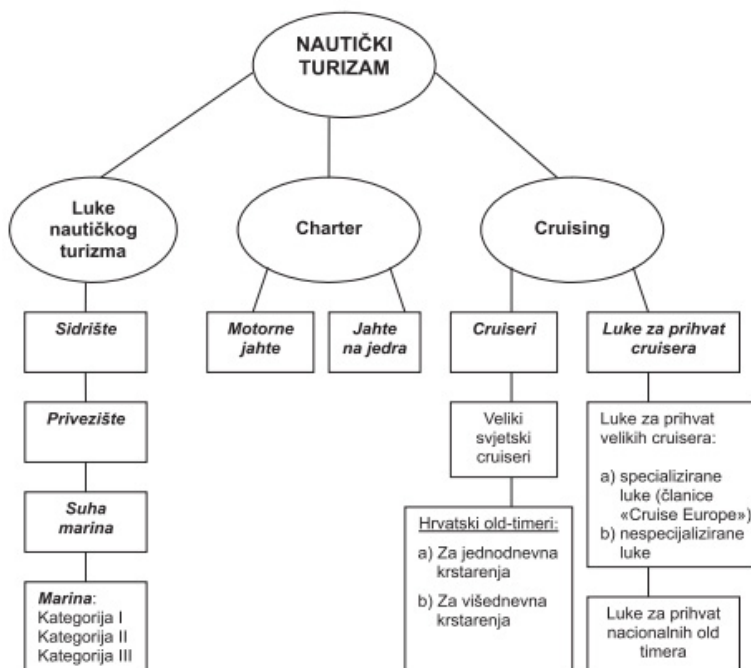 NAUTIČKI
TURIZAM
Luke
nautičkog
turizma
Charter
Cruising
Sidrište
Motorne
jahte
Jahte
na jedra
Cruiseri
Luke za prihvat
cruisera
Privezište
Veliki
svjetski
cruiseri
Luke za prihvat
velikih cruisera:
a) specializirane
luke (članice
«Cruise Europe»)
b) nespecijalizirane
luke
Suha
marina
Hrvatski old-timeri:
a) Za jednodnevna
krstarenja
b) Za višednevna
krstarenja
Marina:
Kategorija I
Kategorija II
Kategorija III
Luke za prihvat
nacionalnih old
timera